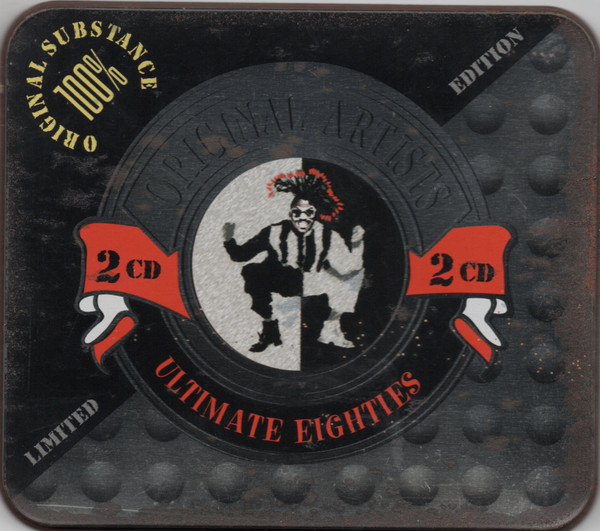 ORIGINAL SUBSTANCE
100%
EDITION
ORIGINAL ARTISTS
2 CD
2 CD
ULTIMATE EIGHTIES
LIMITED